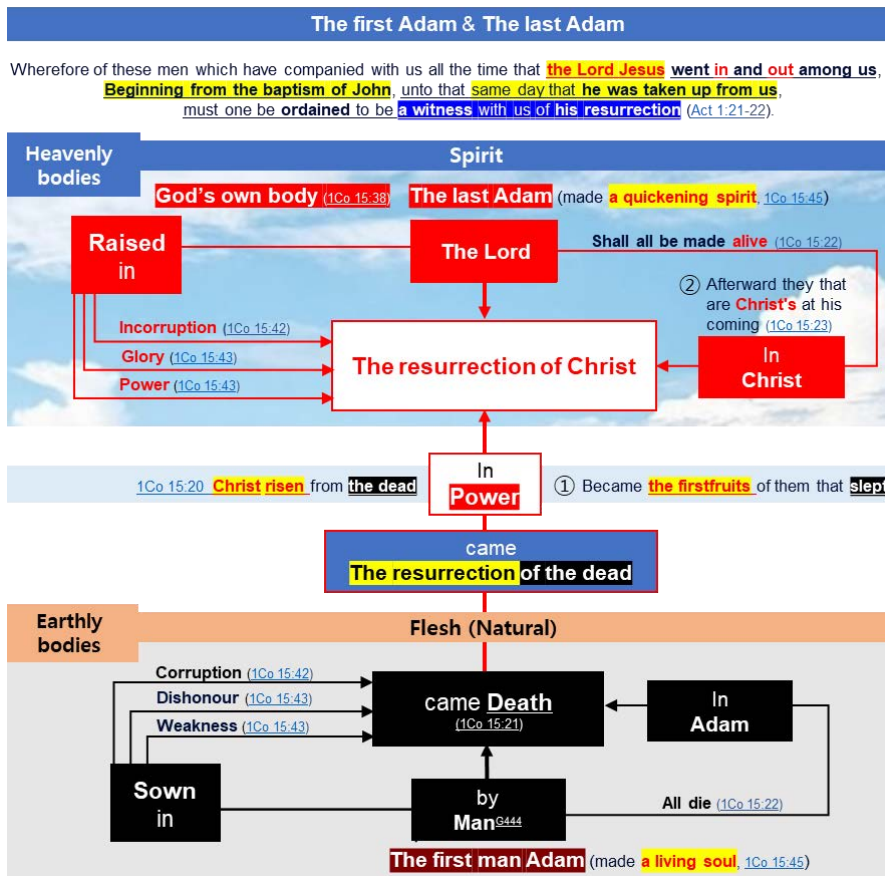 The first Adam & The last Adam
Wherefore of these men which have companied with us all the time that the Lord Jesus went in and out among us,
Beginning from the baptism of John, unto that same day that he was taken up from us,
must one be ordained to be a witness with us of his resurrection (Act 1:21-22).
Heavenly
bodies
Spirit
God's own body (1Co 15:38) The last Adam (made a quickening spirit, 1Co 15:45)
Raised
in
The Lord
Shall all be made alive (1Co 15:22)
② Afterward they that
are Christ's at his
coming (1Co 15:23)
Incorruption (1Co 15:42)
Glory (1Co 15:43)
Power (1Co 15:43)
The resurrection of Christ
In
Christ
1Co 15:20 Christ risen from the dead
In
Power
① Became the firstfruits of them that slept
came
The resurrection of the dead
Earthly
bodies
Flesh (Natural)
Corruption (1Co 15:42)
Dishonour (1Co 15:43)
Weakness (1Co 15:43)
came Death
(1Co 15:21)
In
Adam
Sown
in
by
Man G444
All die (1Co 15:22)
The first man Adam (made a living soul, 1Co 15:45)